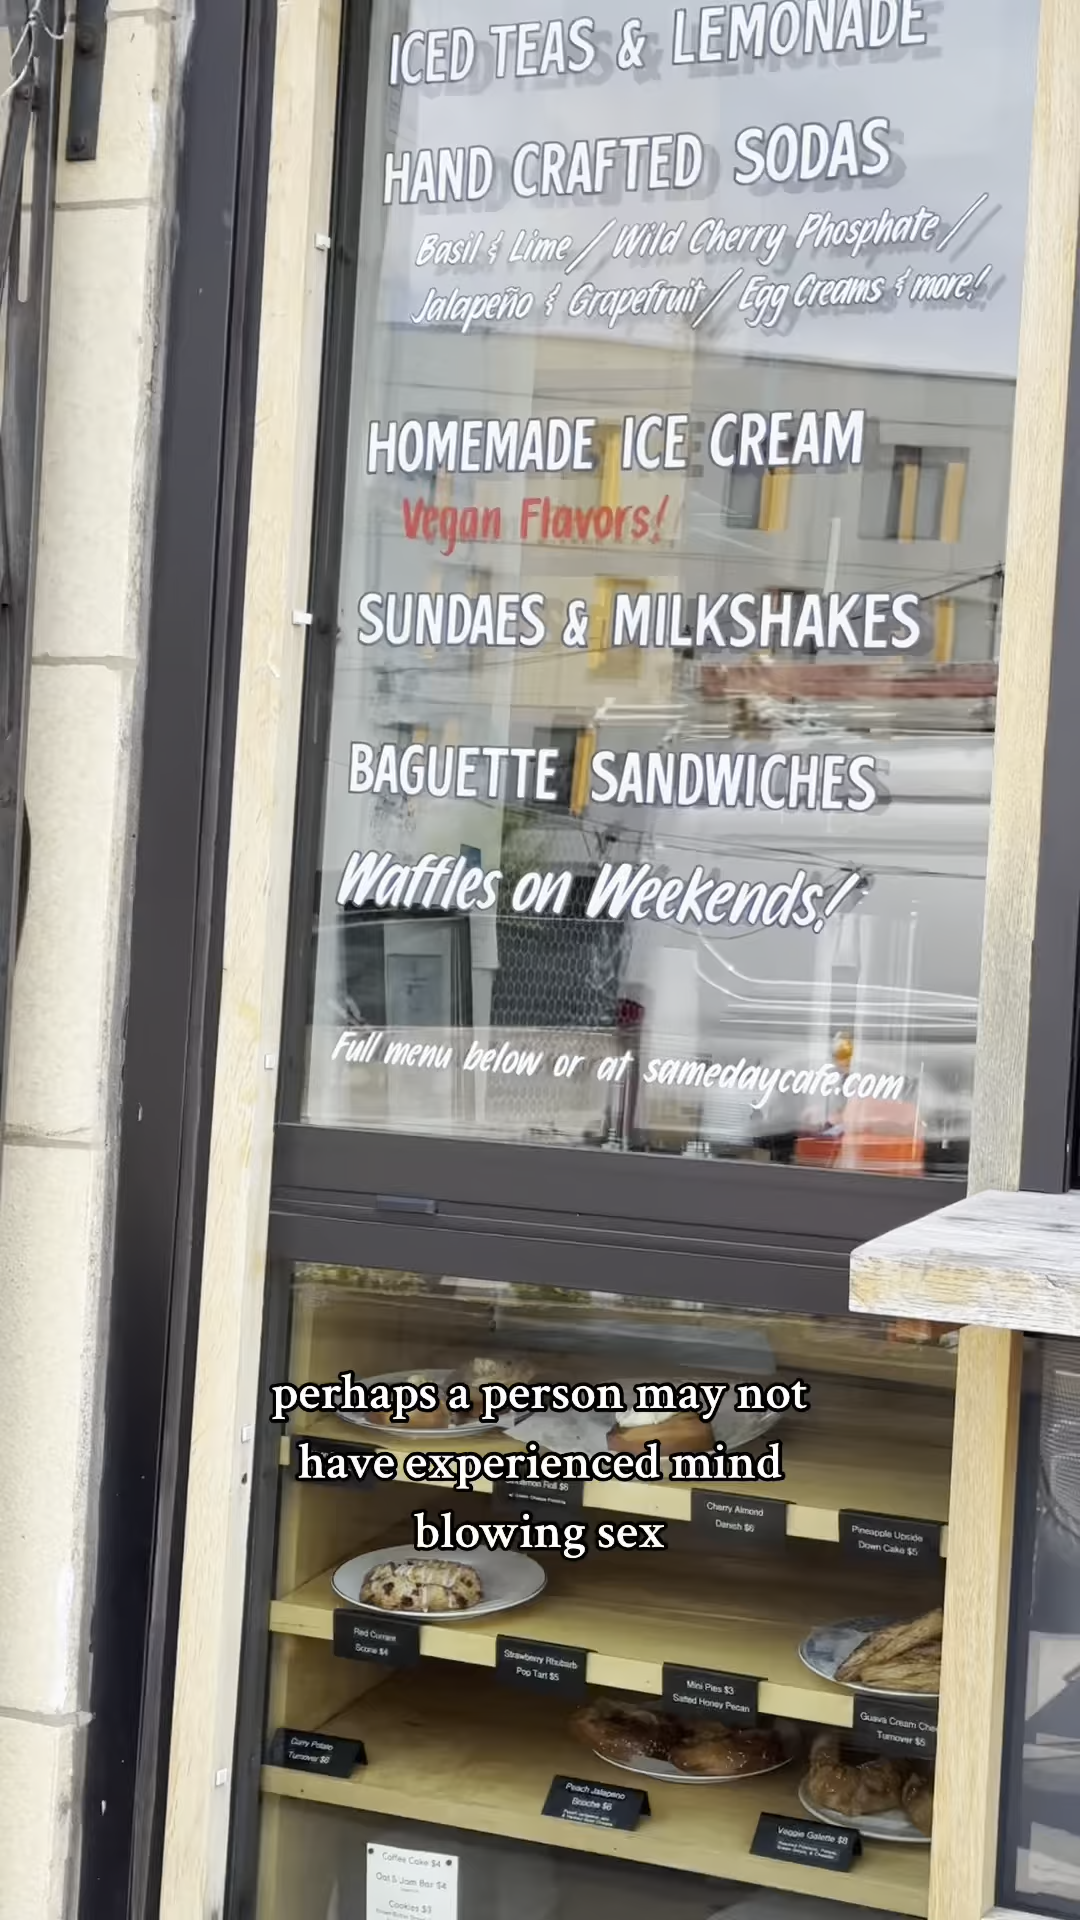 ICED TEAS & LEMONADE
HAND CRAFTED SODAS
Basil & Lime / Wild Cherry Phosphate /
Jalapeño & Grapefruit / Egg Creams & more!
HOMEMADE ICE CREAM
Vegan Flavors!
SUNDAES & MILKSHAKES
BAGUETTE SANDWICHES
Waffles on Weekends!
Full menu below or at samedaycafe.com
perhaps a person may not
have experienced mind
blowing sex
Roll $6
Cherry Almond
Danish $6
Pineapple Upside
Down Cake $5
Red Currant
Scone $4
Strawberry Rhubarb
Pop Tart $5
Mini Pies $3
Salted Honey Pecan
Guava Cream
Turnover $5
Curry Potato
Turnover $6
Peach Jalapeno
Brioche $6
Veggie Galette $8
Coffee Cake $4
Oat & Jam Bar $4
Cookies $3